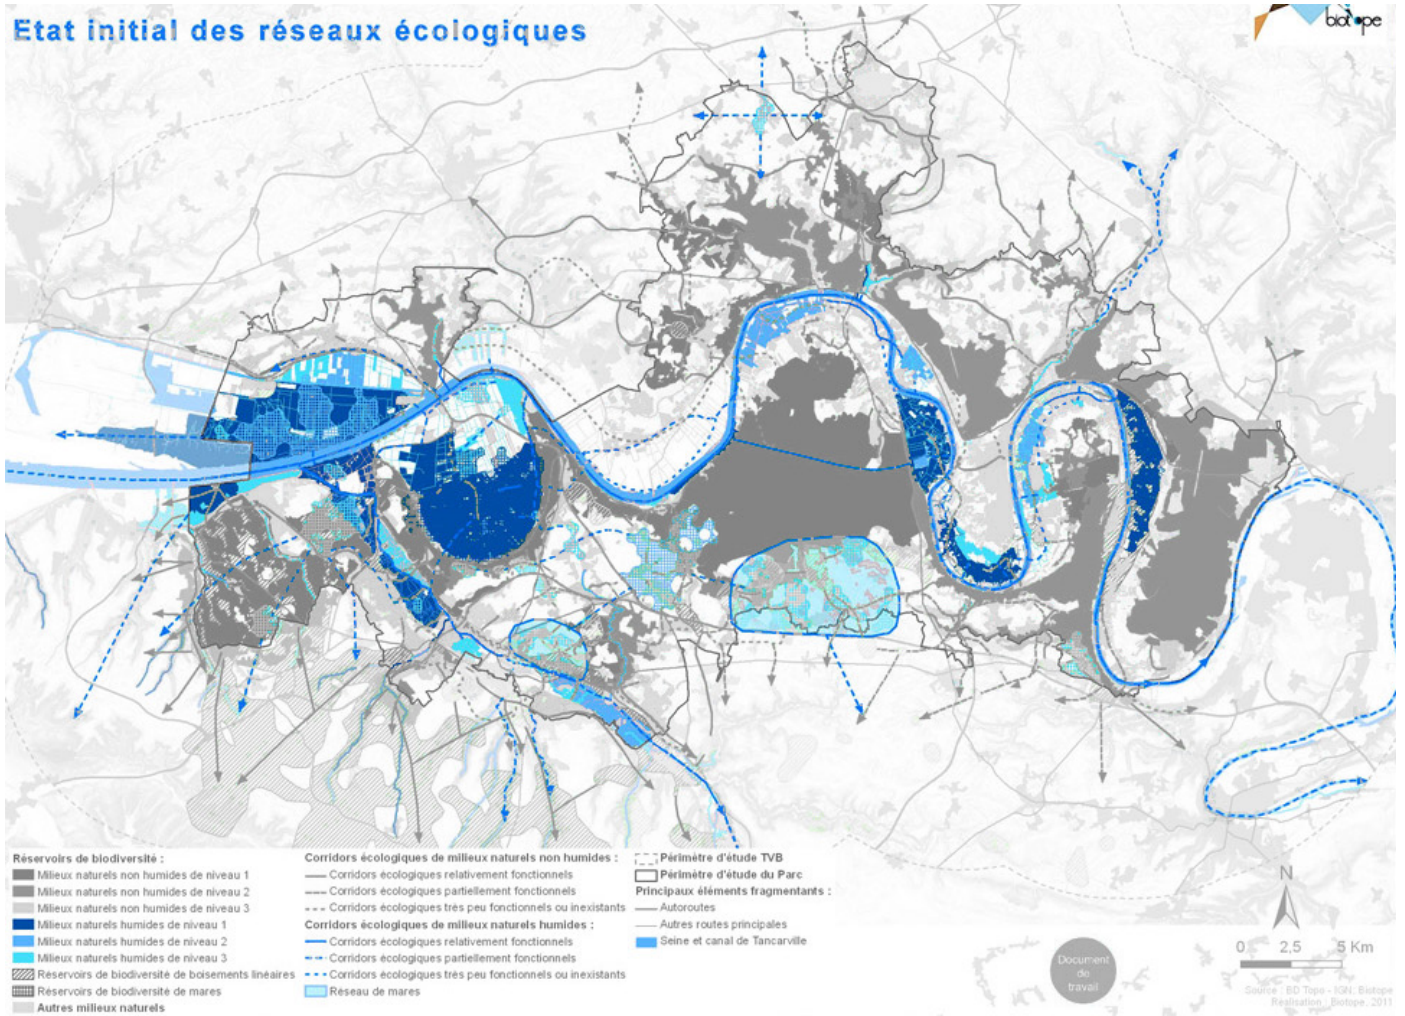 Etat initial des réseaux écologiques
biotope
Réservoirs de biodiversité :
Milieux naturels non humides de niveau 1
Milieux naturels non humides de niveau 2
Milieux naturels non humides de niveau 3
Milieux naturels humides de niveau 1
Milieux naturels humides de niveau 2
Milieux naturels humides de niveau 3
Réservoirs de biodiversité de boisements linéaires
Réservoirs de biodiversité de mares
Autres milieux naturels
Corridors écologiques de milieux naturels non humides :
Corridors écologiques relativement fonctionnels
Corridors écologiques partiellement fonctionnels
Corridors écologiques très peu fonctionnels ou inexistants
Corridors écologiques de milieux naturels humides :
Corridors écologiques relativement fonctionnels
Corridors écologiques partiellement fonctionnels
Corridors écologiques très peu fonctionnels ou inexistants
Réseau de mares
Périmètre d'étude TVB
Périmètre d'étude du Parc
Principaux éléments fragmentants :
Autoroutes
Autres routes principales
Seine et canal de Tancarville
Document
de
travail
N
0 2,5 5 Km
Source : BD Topo - IGN, Biotope
Réalisation : Biotope, 2011